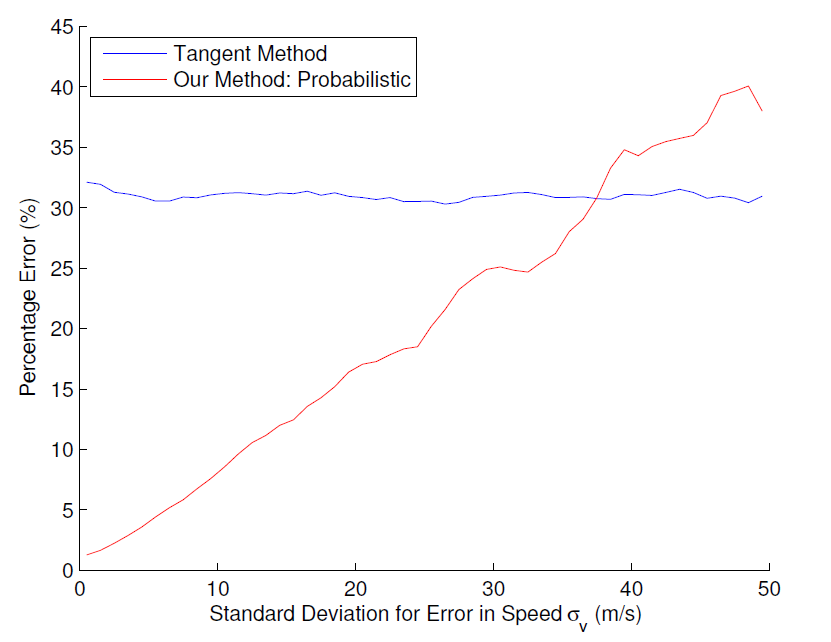 45
40
35
30
25
20
15
10
5
0
Percentage Error (%)
Tangent Method
Our Method: Probabilistic
0 10 20 30 40 50
Standard Deviation for Error in Speed σv (m/s)